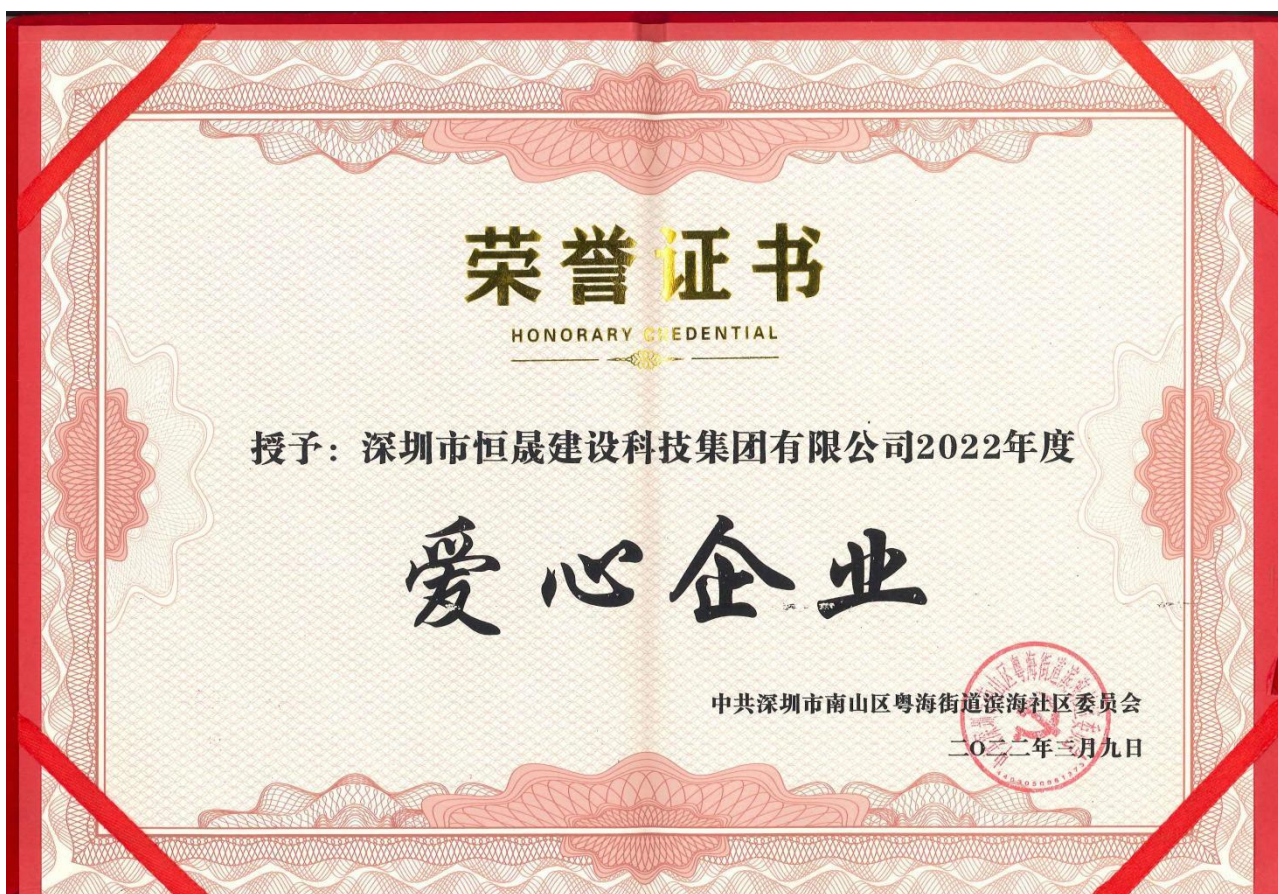 荣誉证书
HONORARY CREDENTIAL
授予：深圳市恒晟建设科技集团有限公司2022年度
爱心企业
中共深圳市南山区粤海街道滨海社区委员会
二〇二二年三月九日